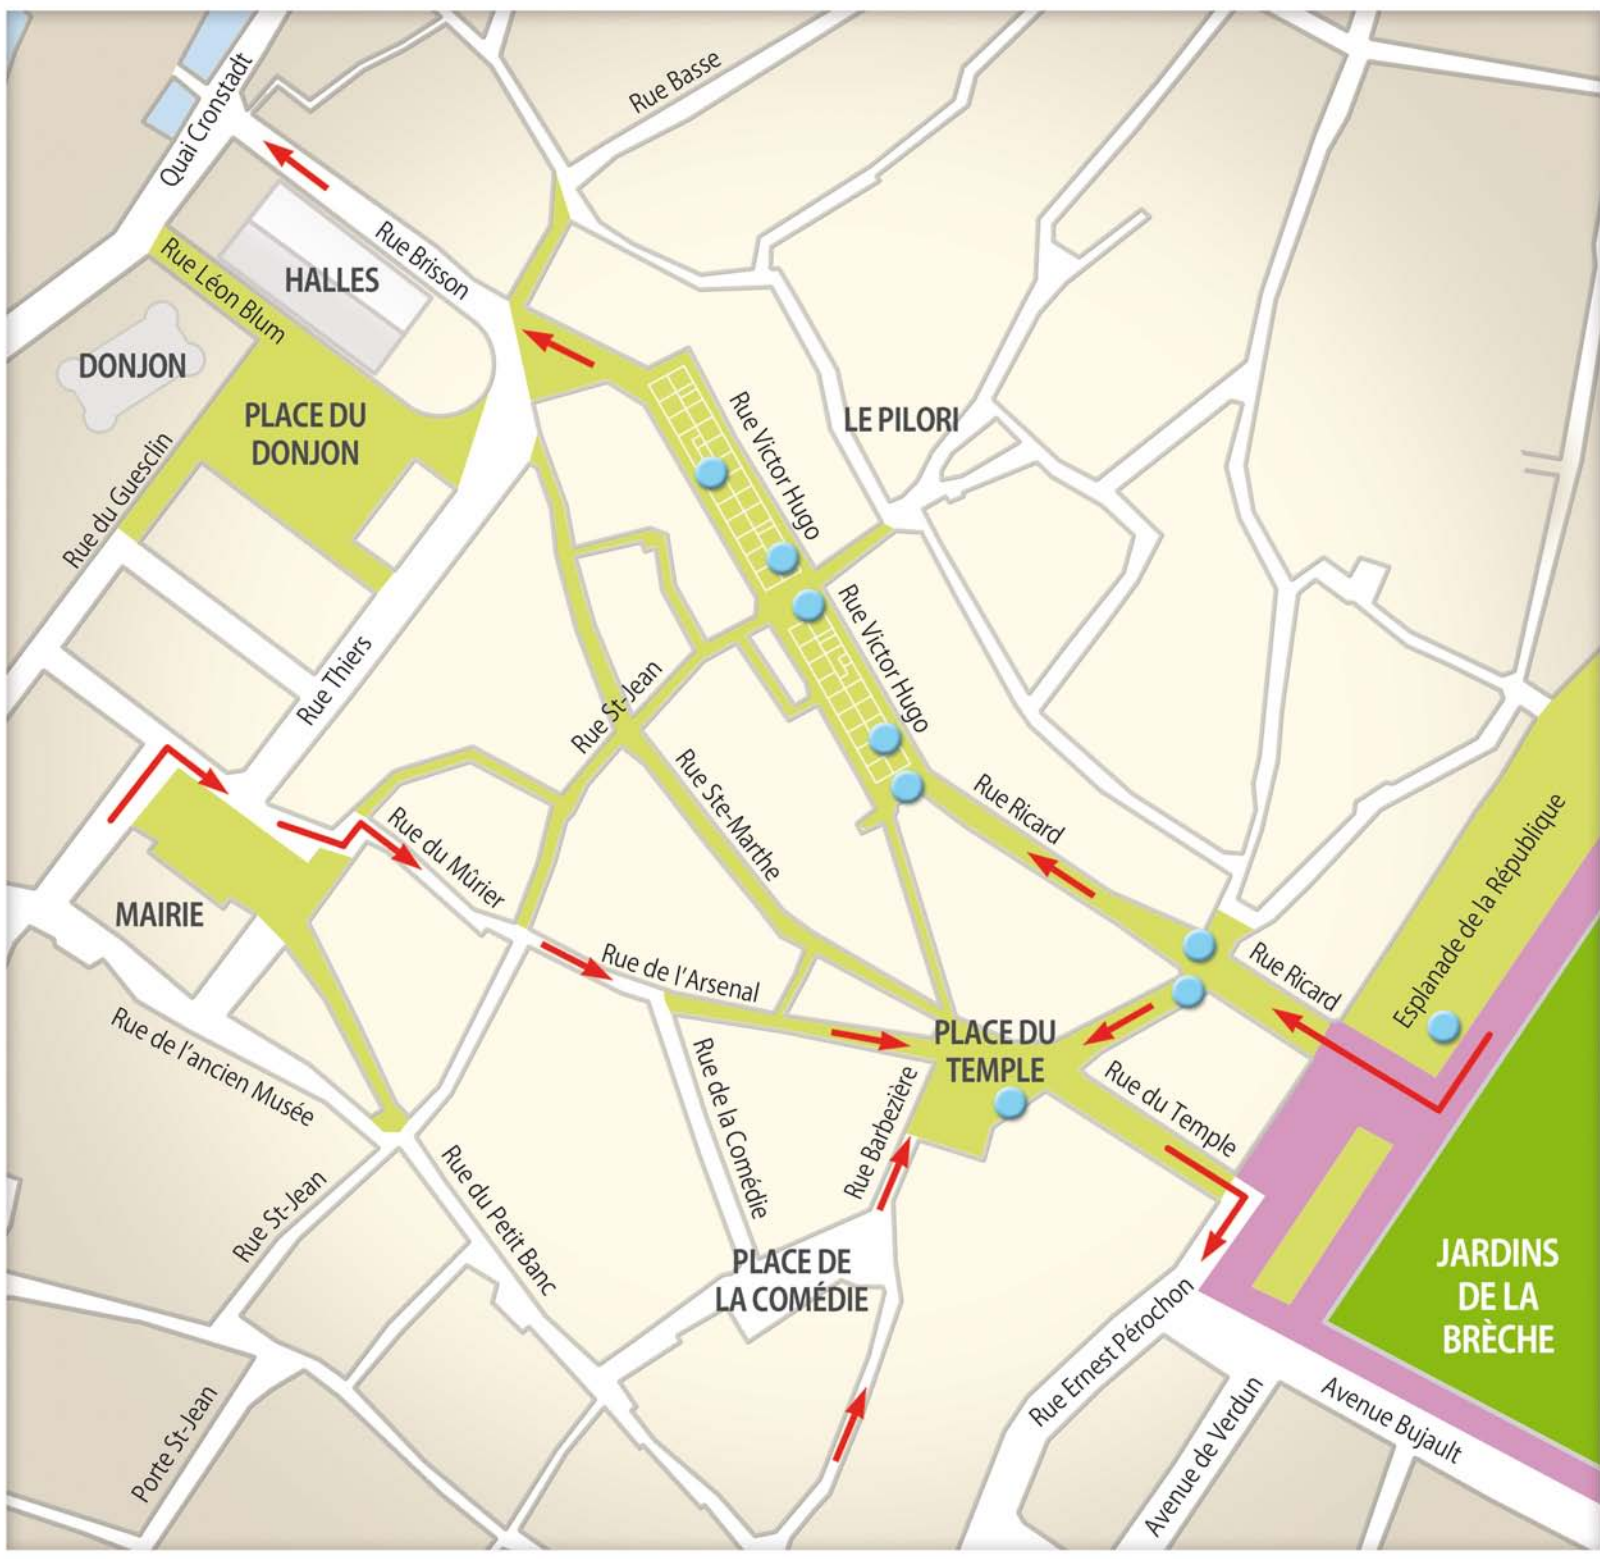 Rue Basse
Quai Cronstadt
Rue Brisson
Rue Léon Blum
HALLES
DONJON
PLACE DU
DONJON
Rue du Guesclin
Rue Victor Hugo
LE PILORI
Rue Victor Hugo
Rue Thiers
Rue St-Jean
Rue Ste-Marthe
Rue Ricard
Rue du Mûrier
MAIRIE
Esplanade de la République
Rue Ricard
Rue de l'Arsenal
Rue de l'ancien Musée
PLACE DU
TEMPLE
Rue du Temple
Rue de la Comédie
Rue Barbezière
Rue St-Jean
Rue du Petit Banc
PLACE DE
LA COMÉDIE
JARDINS
DE LA
BRÈCHE
Rue Ernest Pérochon
Porte St-Jean
Avenue de Verdun
Avenue Bujault